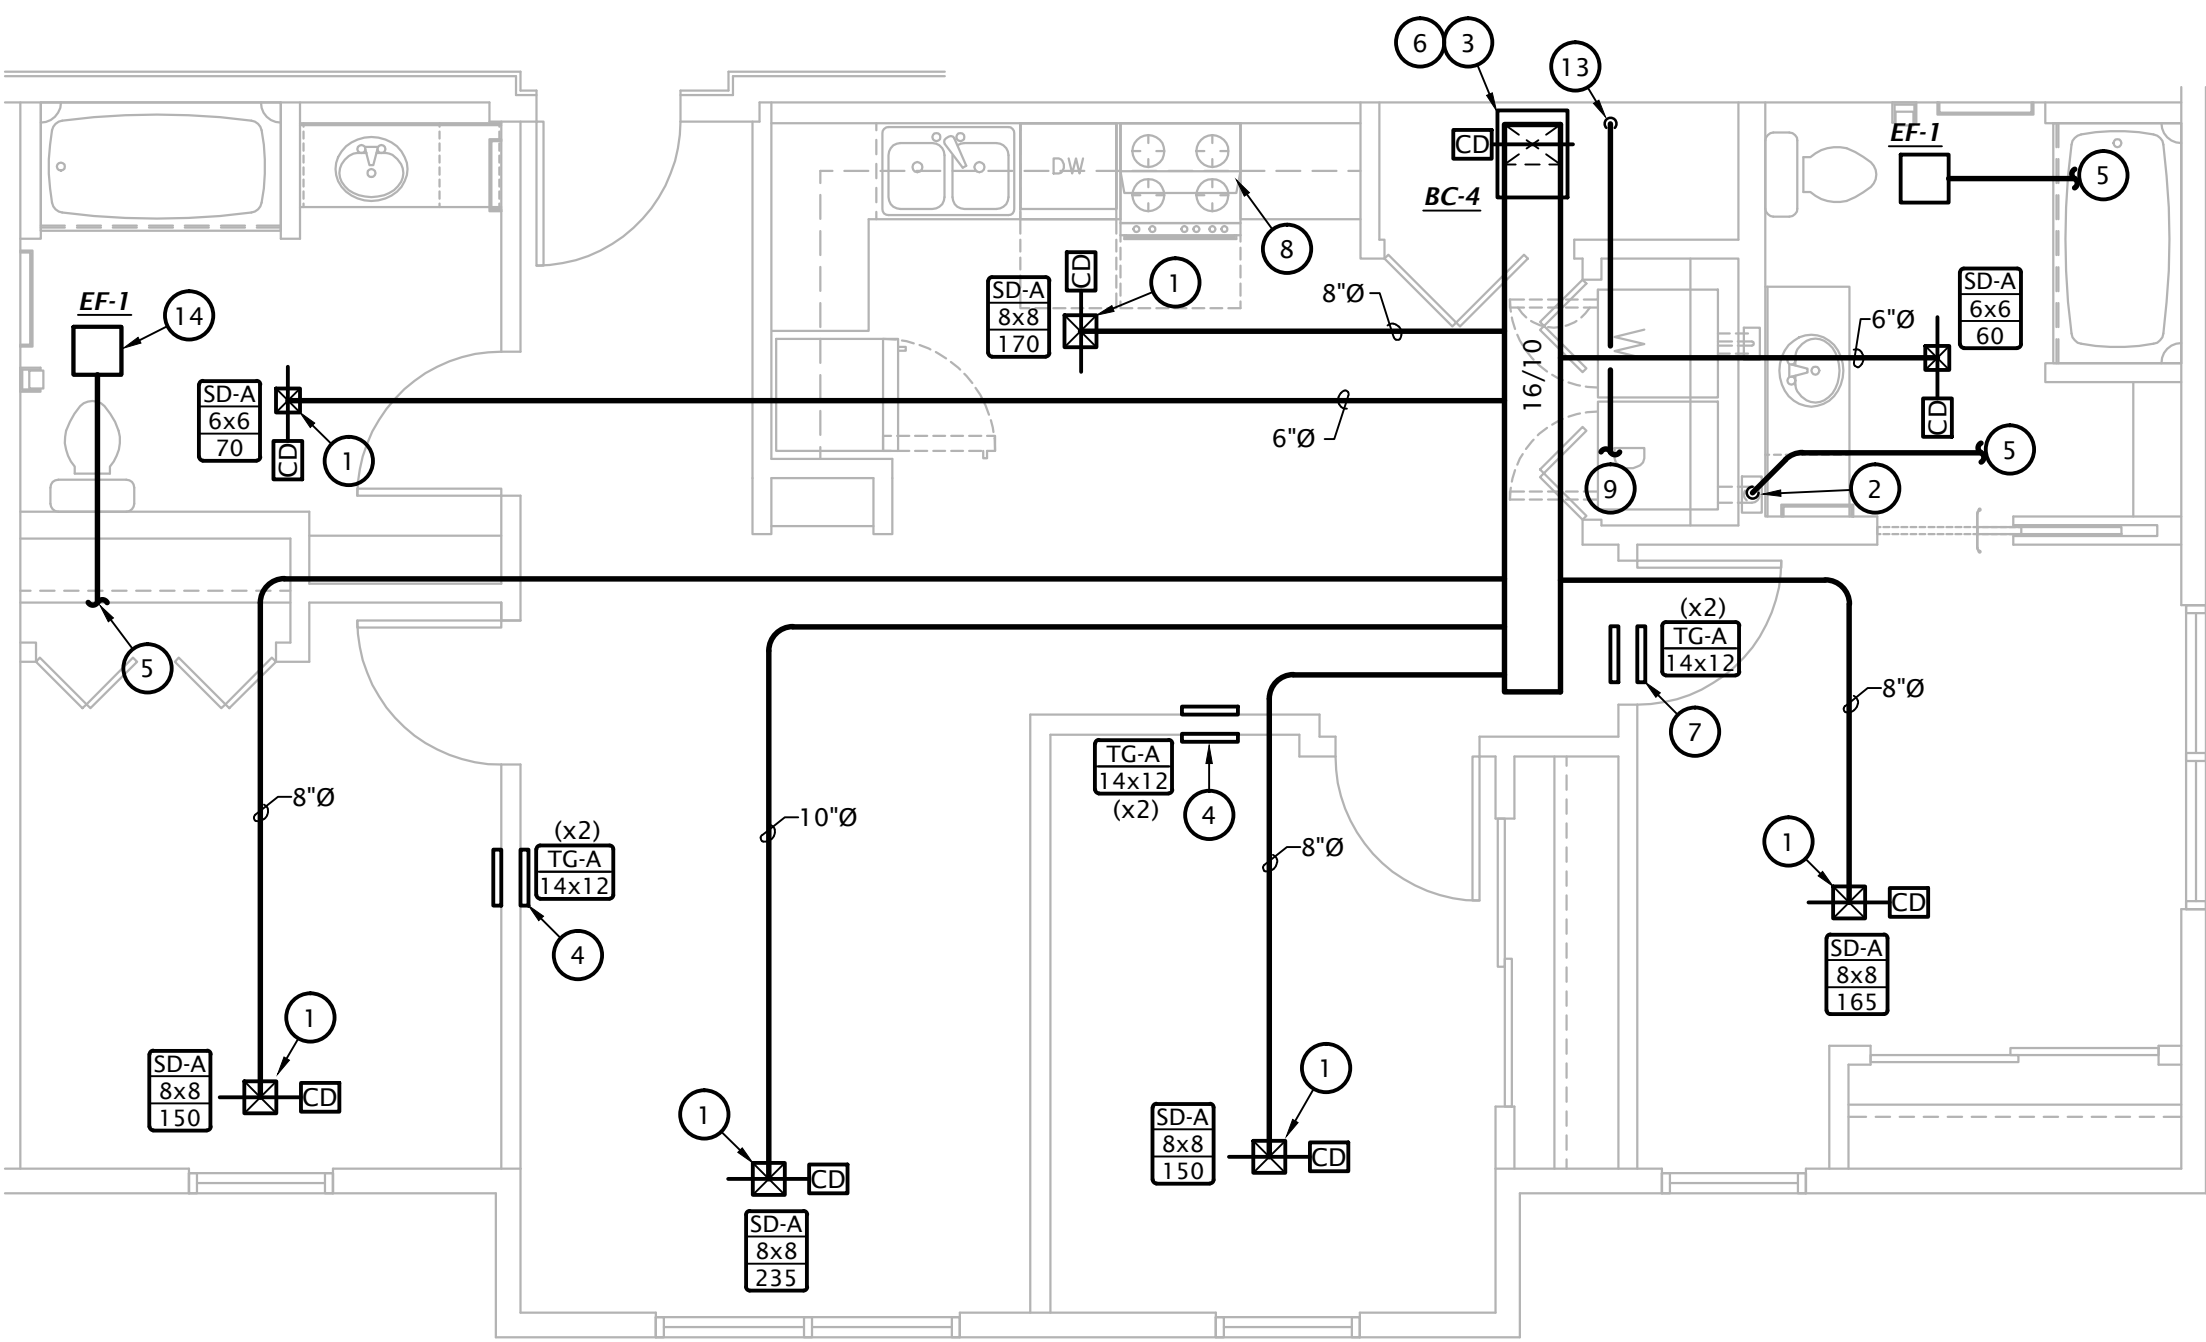 6
3
13
CD
BC-4
EF-1
5
DW
8
EF-1
14
CD
SD-A
8x8
170
1
8"Ø
16/10
6"Ø
SD-A
6x6
60
CD
SD-A
6x6
70
CD
1
6"Ø
9
2
5
5
(x2)
TG-A
14x12
7
8"Ø
TG-A
14x12
(x2)
4
8"Ø
10"Ø
8"Ø
(x2)
TG-A
14x12
4
1
CD
SD-A
8x8
165
1
SD-A
8x8
150
CD
1
CD
SD-A
8x8
235
1
SD-A
8x8
150
CD